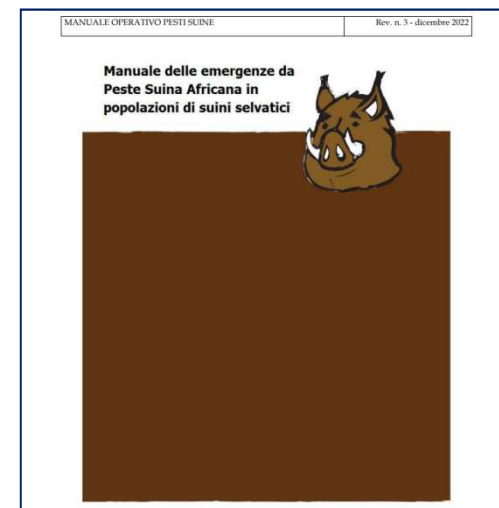 MANUALE OPERATIVO PESTI SUINE
Rev. n. 3 - dicembre 2022
Manuale delle emergenze da
Peste Suina Africana in
popolazioni di suini selvatici